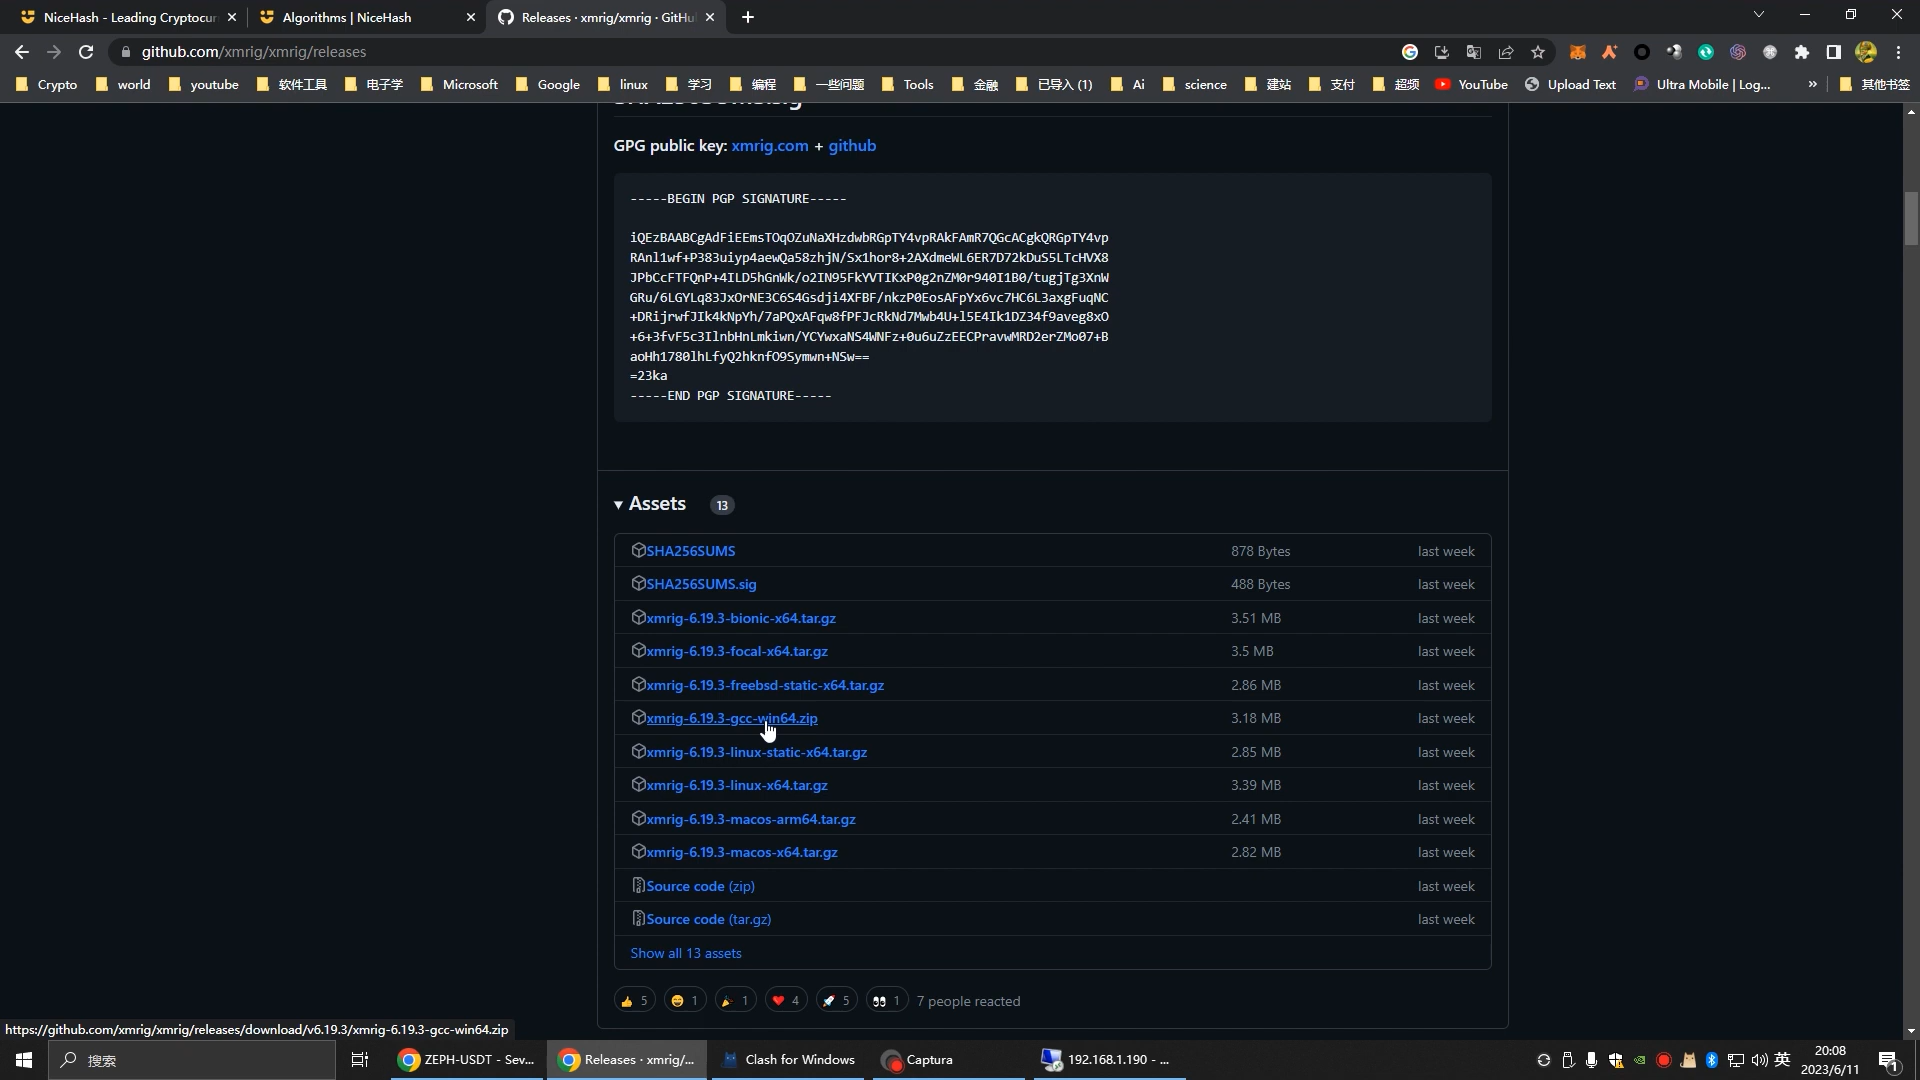 NiceHash - Leading Cryptocur
Algorithms | NiceHash
Releases · xmrig/xmrig · GitHu
github.com/xmrig/xmrig/releases
Crypto world youtube 软件工具 电子学 Microsoft Google linux 学习 编程 一些问题 Tools 金融 已导入 (1) Ai science 建站 支付 超频 YouTube Upload Text Ultra Mobile | Log... » 其他书签
GPG public key: xmrig.com + github
-----BEGIN PGP SIGNATURE-----
iQEzBAABCgAdFiEEmsTOqOZuNaXHzdwbRGpTY4vpRAkFAmR7QGcACgkQRGpTY4vp
RAnl1wf+P383uiyp4aewQa58zhjN/Sx1hor8+2AXdmeWL6ER7D72kDuS5LTcHVX8
JPbCcFTFQnP+4ILD5hGnWk/o2IN95FkYVTIKxP0g2nZM0r940I1B0/tugjTg3XnW
GRu/6LGYLq83JxOrNE3C6S4Gsdji4XFBF/nkzP0EosAFpYx6vc7HC6L3axgFuqNC
+DRijrwfJIk4kNpYh/7aPQxAFqw8fPFJcRkNd7Mwb4U+l5E4Ik1DZ34f9aveg8xO
+6+3fvF5c3IlnbHnLmkiwn/YCYwxaNS4WNFz+0u6uZzEECPravwMRD2erZMo07+B
aoHh1780lhLfyQ2hknfO9Symwn+NSw==
=23ka
-----END PGP SIGNATURE-----
Assets 13
SHA256SUMS 878 Bytes last week
SHA256SUMS.sig 488 Bytes last week
xmrig-6.19.3-bionic-x64.tar.gz 3.51 MB last week
xmrig-6.19.3-focal-x64.tar.gz 3.5 MB last week
xmrig-6.19.3-freebsd-static-x64.tar.gz 2.86 MB last week
xmrig-6.19.3-gcc-win64.zip 3.18 MB last week
xmrig-6.19.3-linux-static-x64.tar.gz 2.85 MB last week
xmrig-6.19.3-linux-x64.tar.gz 3.39 MB last week
xmrig-6.19.3-macos-arm64.tar.gz 2.41 MB last week
xmrig-6.19.3-macos-x64.tar.gz 2.82 MB last week
Source code (zip) last week
Source code (tar.gz) last week
Show all 13 assets
5 1 1 4 5 1 7 people reacted
https://github.com/xmrig/xmrig/releases/download/v6.19.3/xmrig-6.19.3-gcc-win64.zip
搜索
ZEPH-USDT - Sev...
Releases · xmrig/...
Clash for Windows
Captura
192.168.1.190 - ...
英
20:08
2023/6/11
1